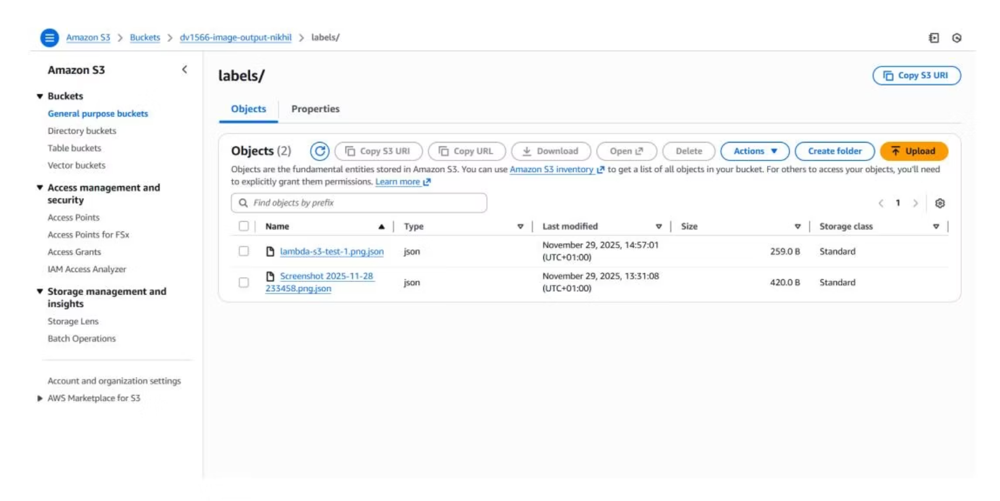 Amazon S3 > Buckets > dv1566-image-output-nikhil > labels/
Amazon S3
Buckets
General purpose buckets
Directory buckets
Table buckets
Vector buckets
Access management and
security
Access Points
Access Points for FSx
Access Grants
IAM Access Analyzer
Storage management and
insights
Storage Lens
Batch Operations
Account and organization settings
AWS Marketplace for S3
labels/
Copy S3 URI
Objects
Properties
Objects (2)
Copy S3 URI
Copy URL
Download
Open
Delete
Actions
Create folder
Upload
Objects are the fundamental entities stored in Amazon S3. You can use Amazon S3 inventory to get a list of all objects in your bucket. For others to access your objects, you'll need
to explicitly grant them permissions. Learn more
Find objects by prefix
1
Name Type Last modified Size Storage class
lambda-s3-test-1.png.json json November 29, 2025, 14:57:01 259.0 B Standard
(UTC+01:00)
Screenshot 2025-11-28 json November 29, 2025, 13:31:08 420.0 B Standard
233458.png.json (UTC+01:00)